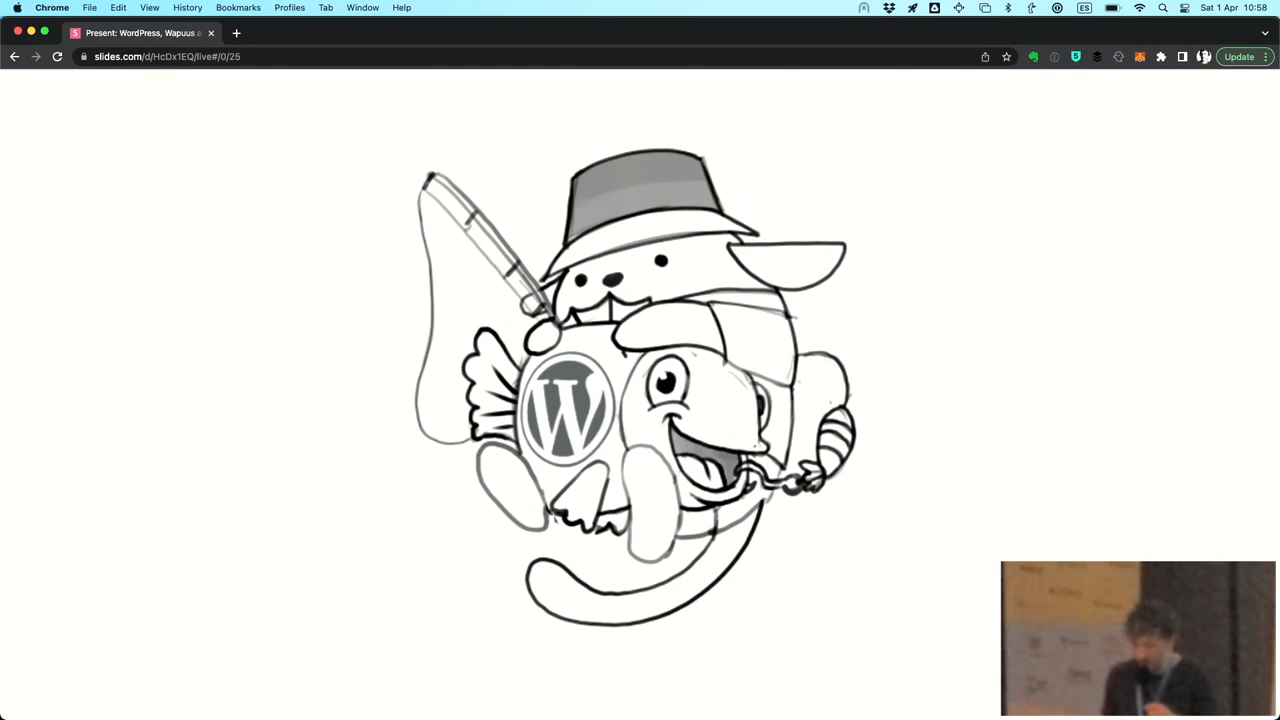 Chrome File Edit View History Bookmarks Profiles Tab Window Help ES Sat 1 Apr 10:58
Present: WordPress, Wapuus a
slides.com/d/HcDx1EQ/live#/0/25 Update
W